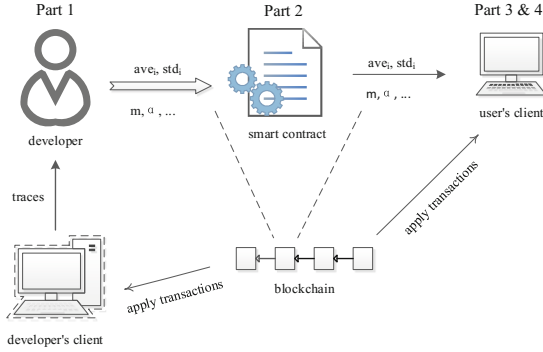 Part 1
Part 2
Part 3 & 4
aveᵢ, stdᵢ
m, α , ...
developer
smart contract
aveᵢ, stdᵢ
m, α , ...
user's client
traces
apply transactions
blockchain
apply transactions
developer's client